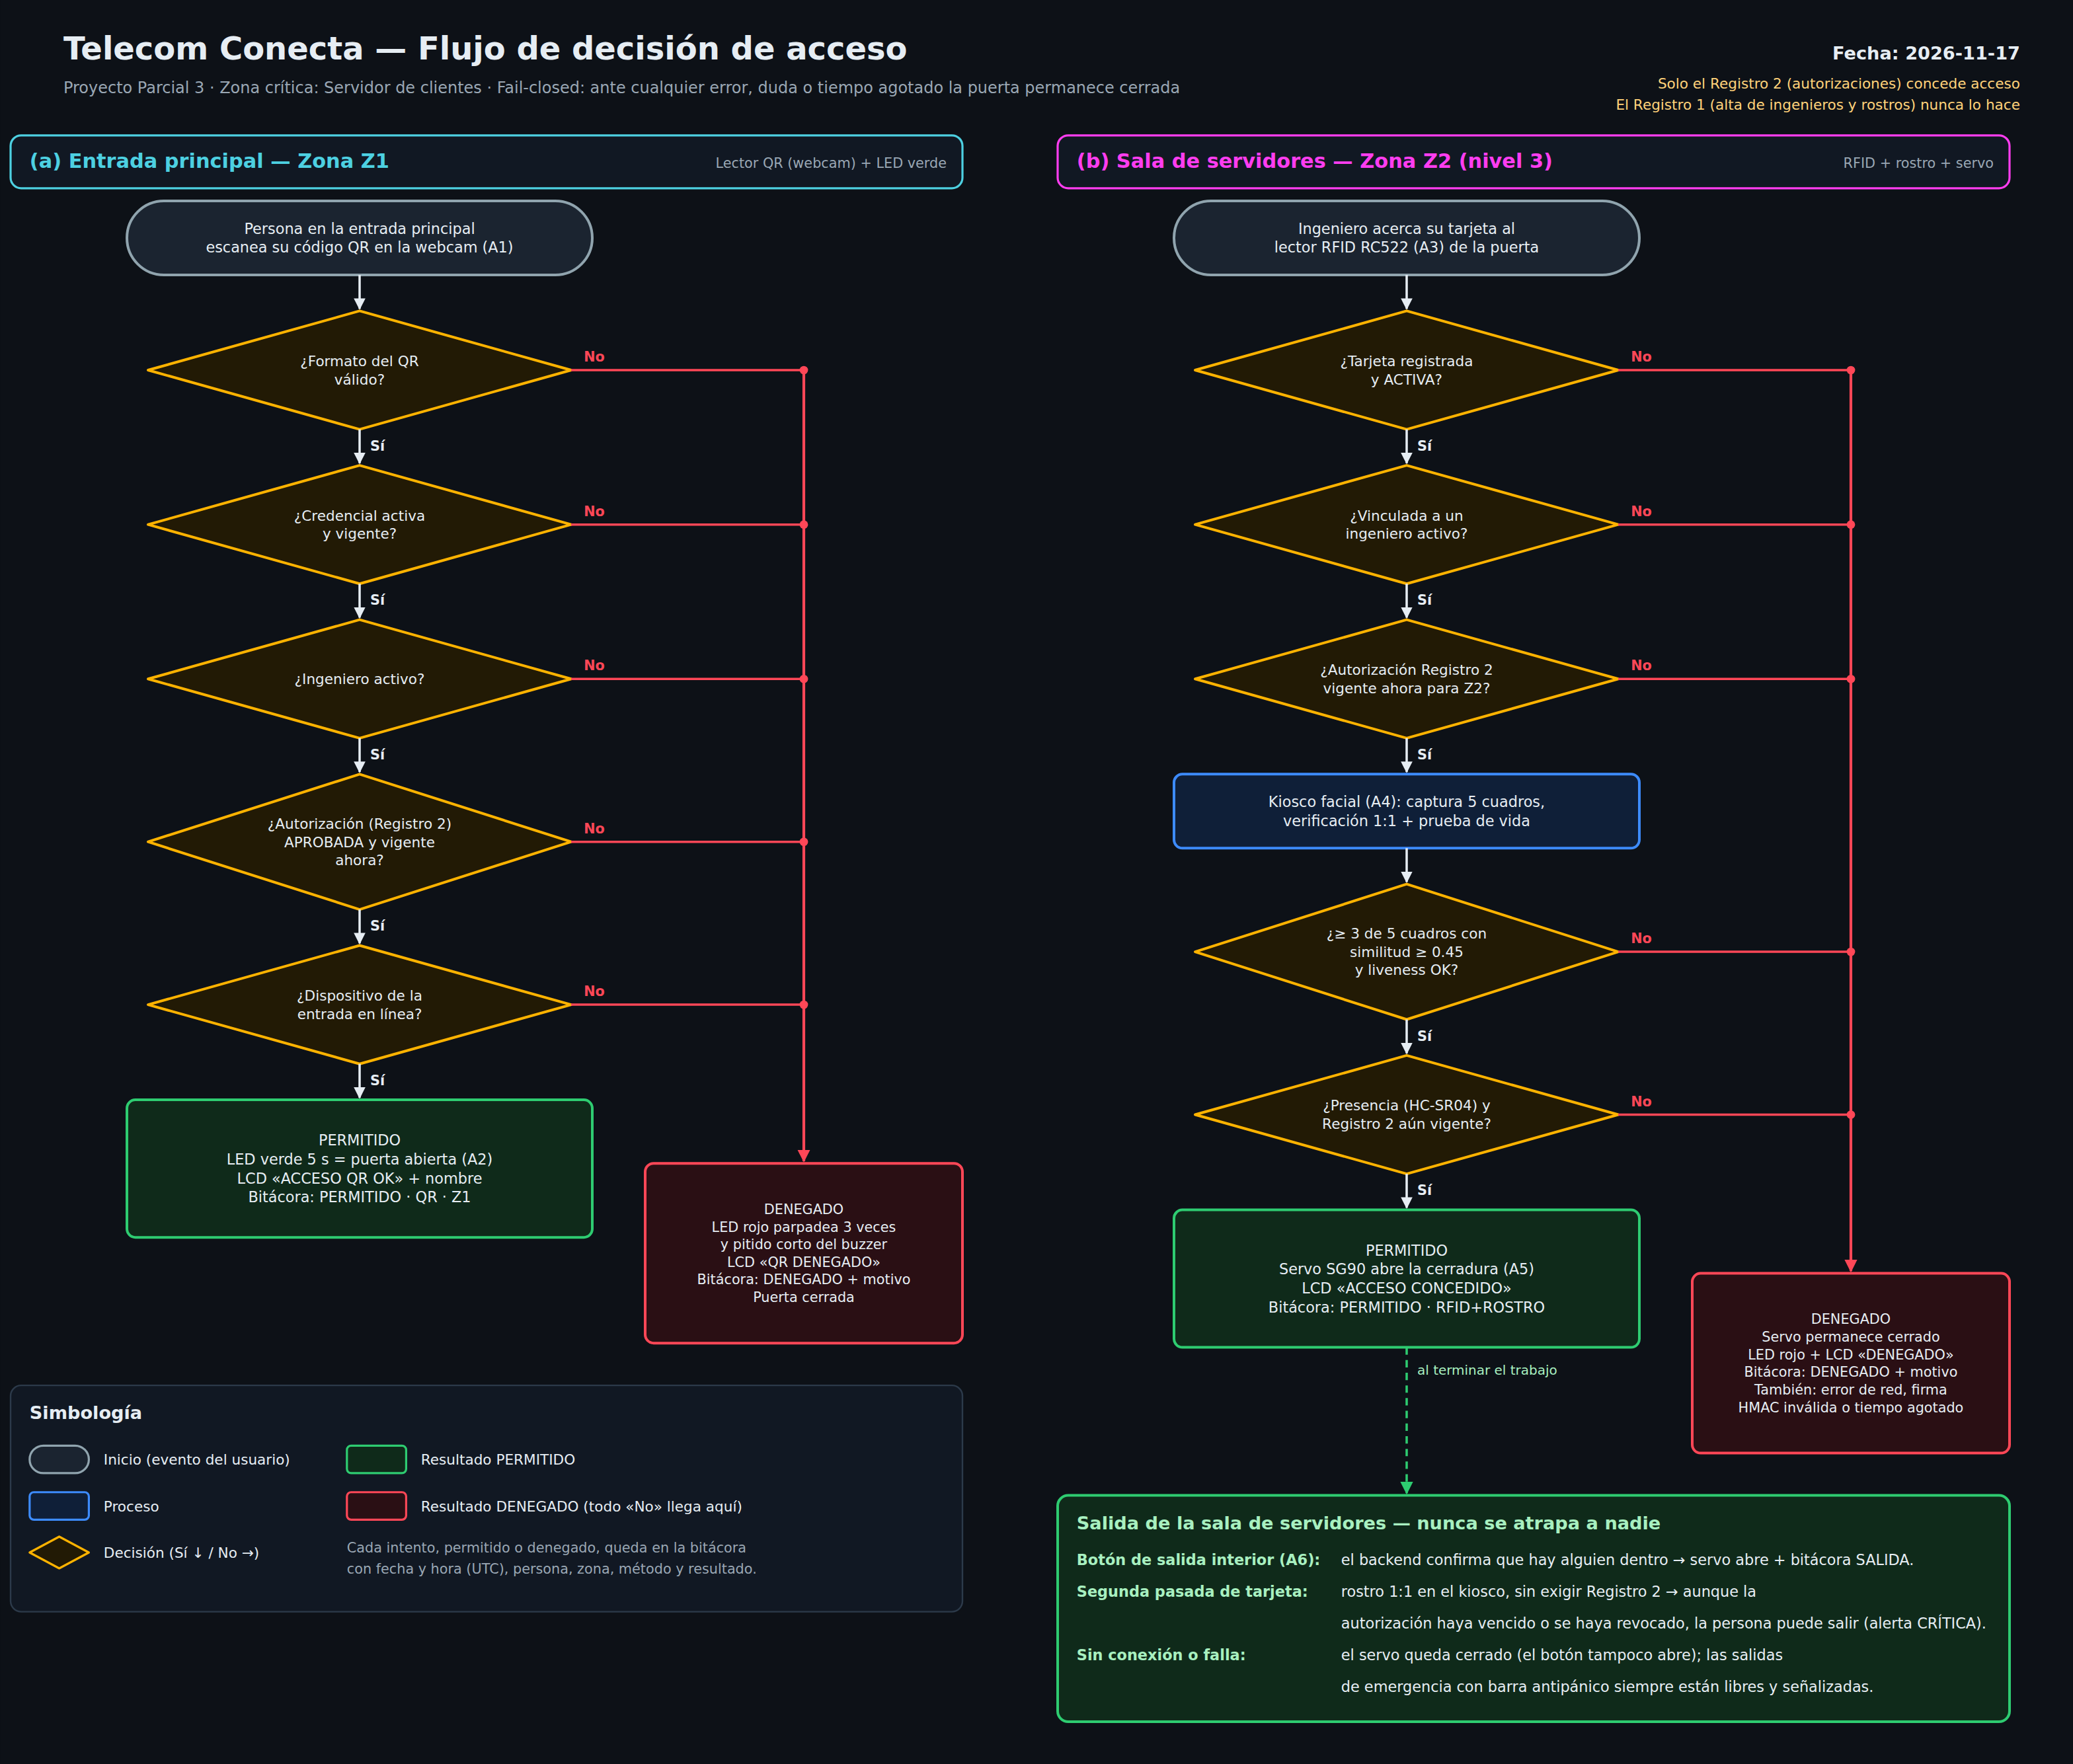 Telecom Conecta — Flujo de decisión de acceso
Proyecto Parcial 3 · Zona crítica: Servidor de clientes · Fail-closed: ante cualquier error, duda o tiempo agotado la puerta permanece cerrada
Fecha: 2026-11-17
Solo el Registro 2 (autorizaciones) concede acceso
El Registro 1 (alta de ingenieros y rostros) nunca lo hace
(a) Entrada principal — Zona Z1
Lector QR (webcam) + LED verde
Persona en la entrada principal
escanea su código QR en la webcam (A1)
¿Formato del QR
válido?
No
Sí
¿Credencial activa
y vigente?
No
Sí
¿Ingeniero activo?
No
Sí
¿Autorización (Registro 2)
APROBADA y vigente
ahora?
No
Sí
¿Dispositivo de la
entrada en línea?
No
Sí
PERMITIDO
LED verde 5 s = puerta abierta (A2)
LCD «ACCESO QR OK» + nombre
Bitácora: PERMITIDO · QR · Z1
DENEGADO
LED rojo parpadea 3 veces
y pitido corto del buzzer
LCD «QR DENEGADO»
Bitácora: DENEGADO + motivo
Puerta cerrada
Simbología
Inicio (evento del usuario)
Resultado PERMITIDO
Proceso
Resultado DENEGADO (todo «No» llega aquí)
Decisión (Sí ↓ / No →)
Cada intento, permitido o denegado, queda en la bitácora
con fecha y hora (UTC), persona, zona, método y resultado.
(b) Sala de servidores — Zona Z2 (nivel 3)
RFID + rostro + servo
Ingeniero acerca su tarjeta al
lector RFID RC522 (A3) de la puerta
¿Tarjeta registrada
y ACTIVA?
No
Sí
¿Vinculada a un
ingeniero activo?
No
Sí
¿Autorización Registro 2
vigente ahora para Z2?
No
Sí
Kiosco facial (A4): captura 5 cuadros,
verificación 1:1 + prueba de vida
¿≥ 3 de 5 cuadros con
similitud ≥ 0.45
y liveness OK?
No
Sí
¿Presencia (HC-SR04) y
Registro 2 aún vigente?
No
Sí
PERMITIDO
Servo SG90 abre la cerradura (A5)
LCD «ACCESO CONCEDIDO»
Bitácora: PERMITIDO · RFID+ROSTRO
al terminar el trabajo
DENEGADO
Servo permanece cerrado
LED rojo + LCD «DENEGADO»
Bitácora: DENEGADO + motivo
También: error de red, firma
HMAC inválida o tiempo agotado
Salida de la sala de servidores — nunca se atrapa a nadie
Botón de salida interior (A6): el backend confirma que hay alguien dentro → servo abre + bitácora SALIDA.
Segunda pasada de tarjeta: rostro 1:1 en el kiosco, sin exigir Registro 2 → aunque la
autorización haya vencido o se haya revocado, la persona puede salir (alerta CRÍTICA).
Sin conexión o falla: el servo queda cerrado (el botón tampoco abre); las salidas
de emergencia con barra antipánico siempre están libres y señalizadas.